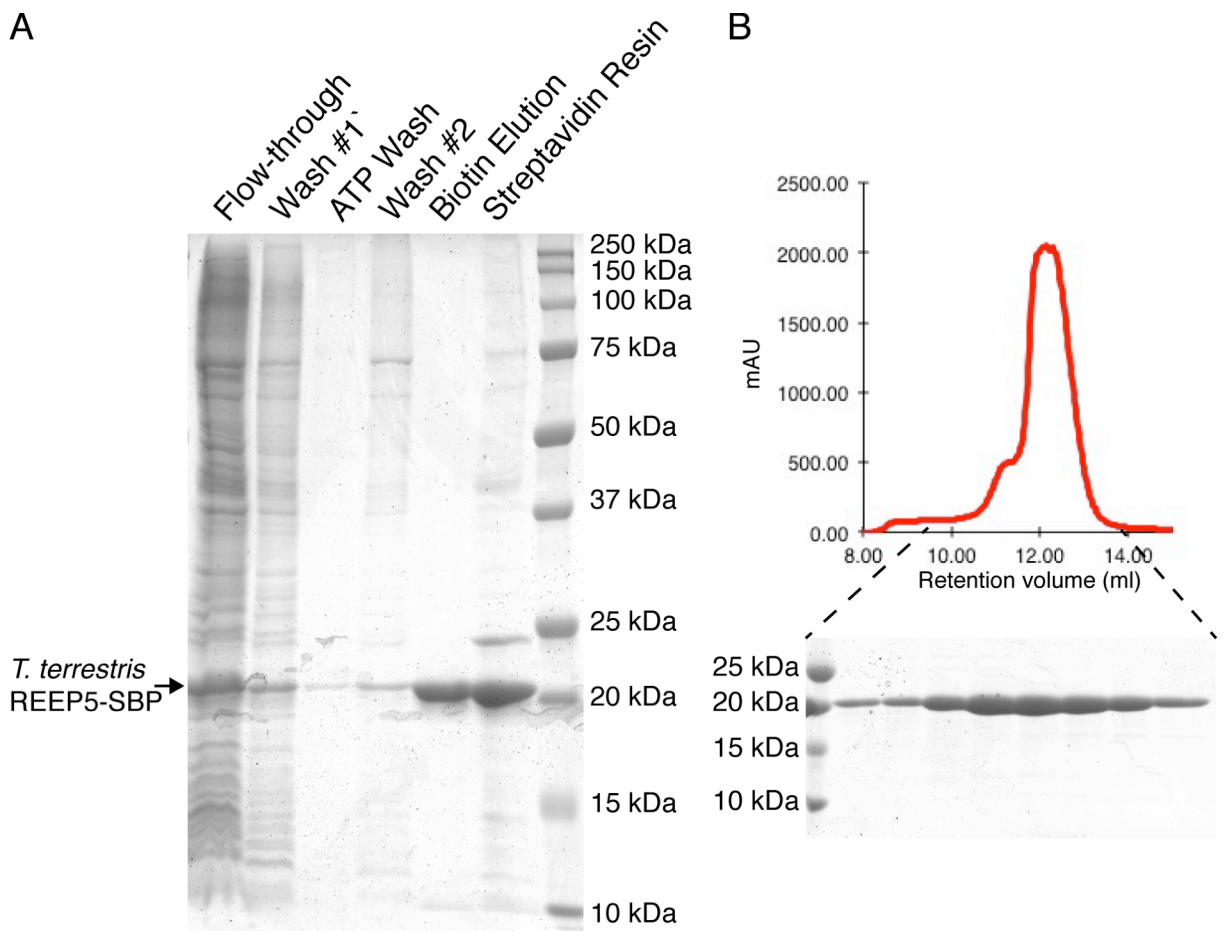 A
Flow-through
Wash #1`
ATP Wash
Wash #2
Biotin Elution
Streptavidin Resin
250 kDa
150 kDa
100 kDa
75 kDa
50 kDa
37 kDa
25 kDa
20 kDa
15 kDa
10 kDa
T. terrestris
REEP5-SBP
B
2500.00
2000.00
1500.00
1000.00
500.00
0.00
mAU
8.00 10.00 12.00 14.00
Retention volume (ml)
25 kDa
20 kDa
15 kDa
10 kDa